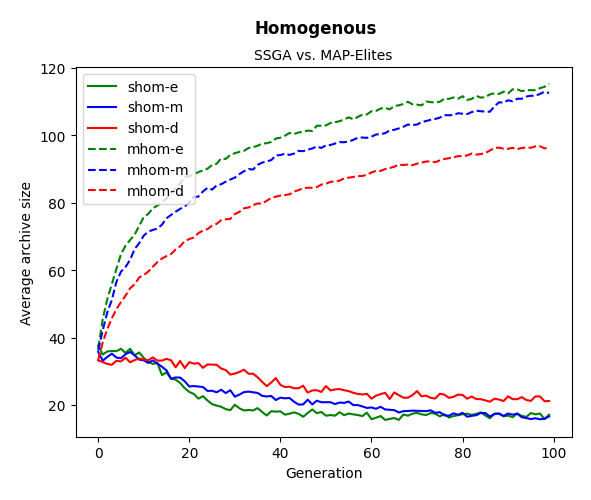 Homogenous
SSGA vs. MAP-Elites
Average archive size
120
100
80
60
40
20
shom-e
shom-m
shom-d
mhom-e
mhom-m
mhom-d
0
20
40
60
80
100
Generation